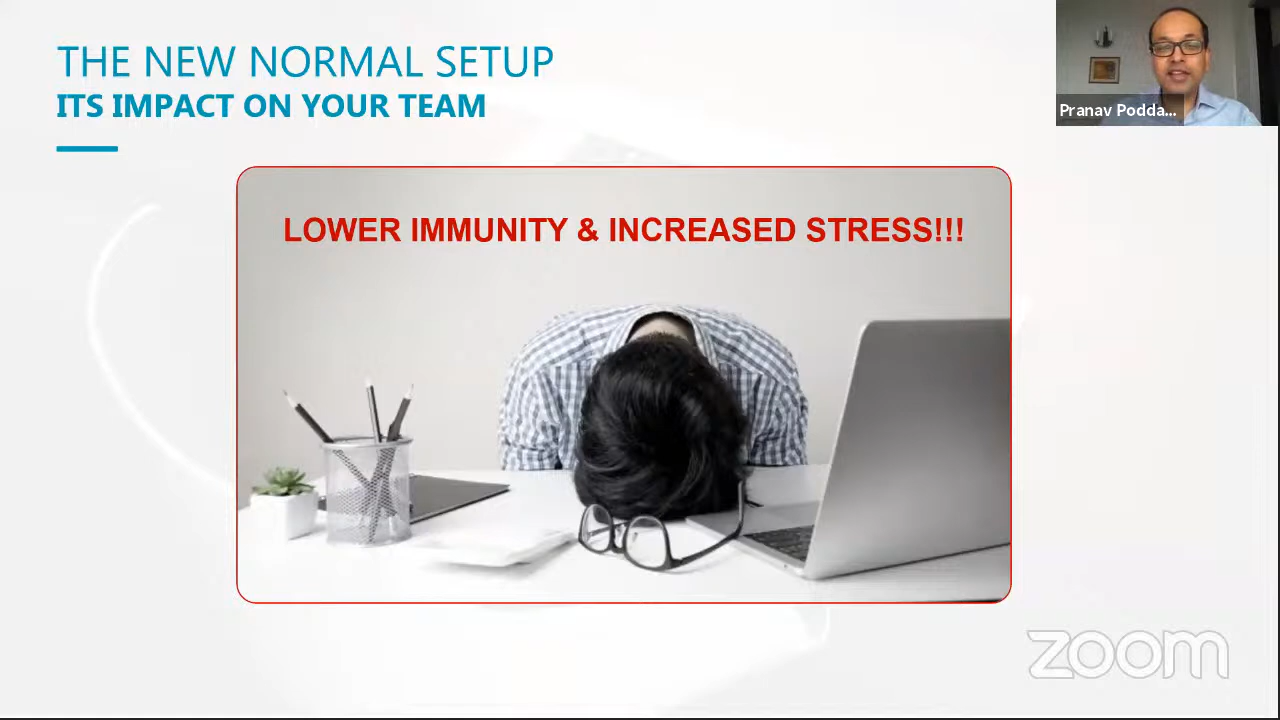 THE NEW NORMAL SETUP
ITS IMPACT ON YOUR TEAM
Pranav Podda...
LOWER IMMUNITY & INCREASED STRESS!!!
zoom